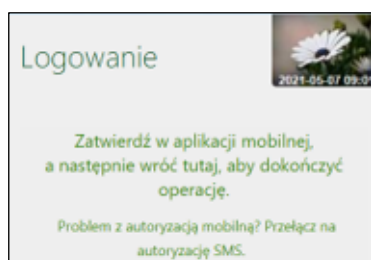 Logowanie
2021-05-07 09:0
Zatwierdź w aplikacji mobilnej,
a następnie wróć tutaj, aby dokończyć
operację.
Problem z autoryzacją mobilną? Przełącz na
autoryzację SMS.